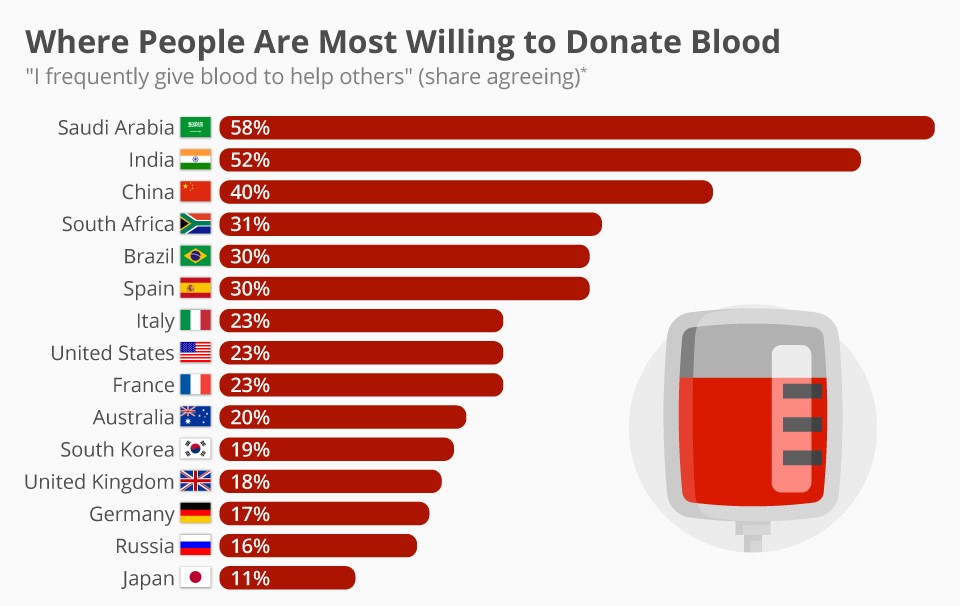 Where People Are Most Willing to Donate Blood
"I frequently give blood to help others" (share agreeing)*
Saudi Arabia 58%
India 52%
China 40%
South Africa 31%
Brazil 30%
Spain 30%
Italy 23%
United States 23%
France 23%
Australia 20%
South Korea 19%
United Kingdom 18%
Germany 17%
Russia 16%
Japan 11%